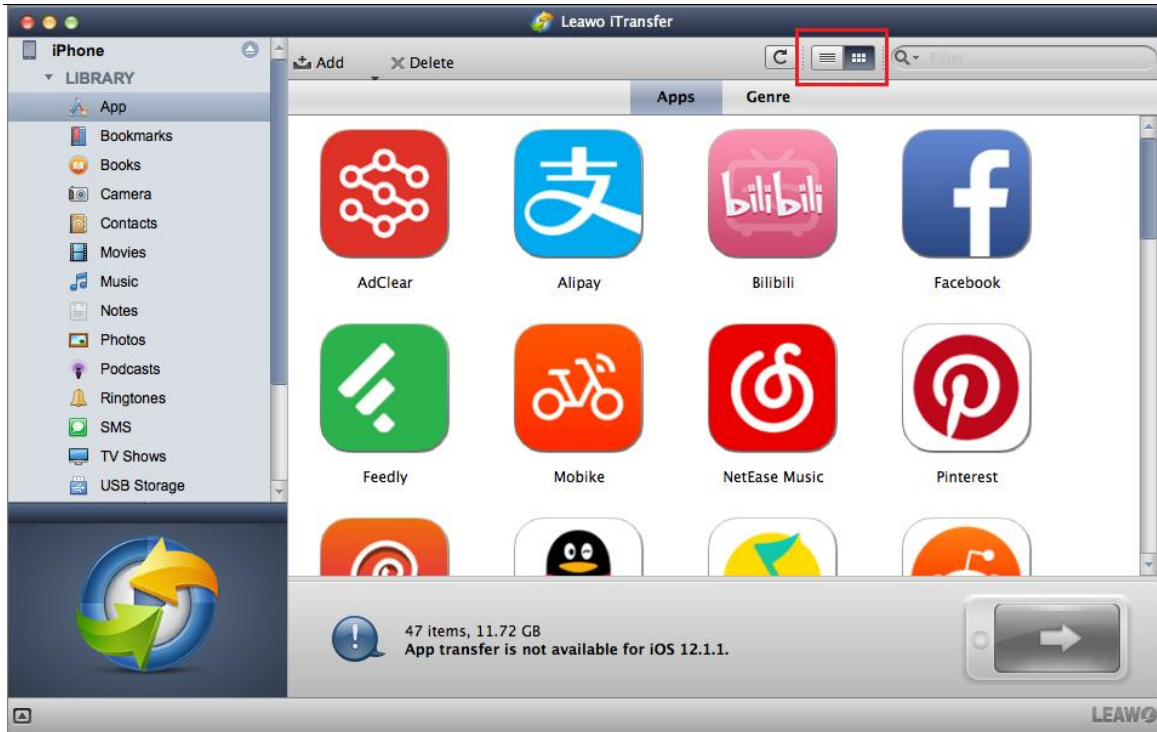 Leawo iTransfer
iPhone
LIBRARY
App
Bookmarks
Books
Camera
Contacts
Movies
Music
Notes
Photos
Podcasts
Ringtones
SMS
TV Shows
USB Storage
Add
Delete
Filter
Apps
Genre
支
bilibili
AdClear
Alipay
Bilibili
Facebook
Feedly
Mobike
NetEase Music
Pinterest
47 items, 11.72 GB
App transfer is not available for iOS 12.1.1.
LEAWO